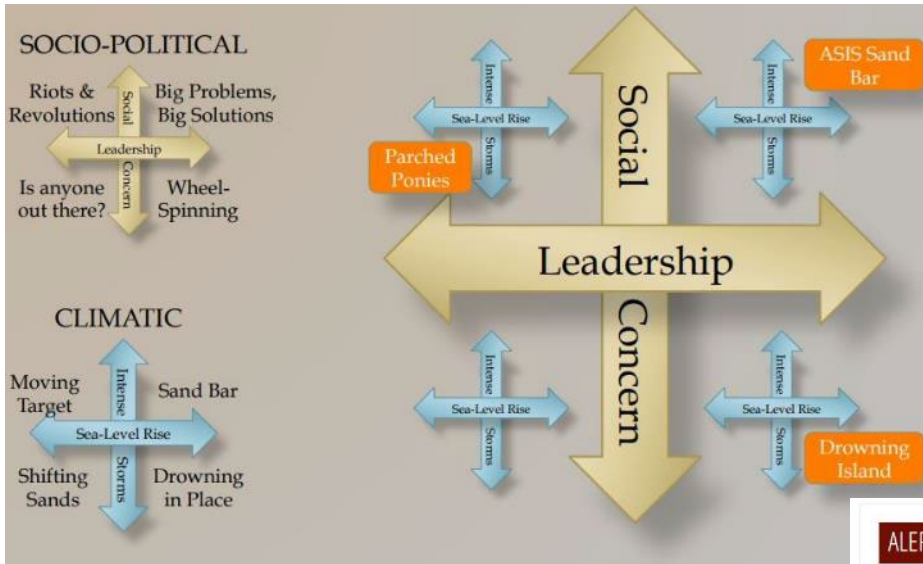 SOCIO-POLITICAL
Riots &
Revolutions
Big Problems,
Big Solutions
Social
Leadership
Concern
Is anyone
out there?
Wheel-
Spinning
CLIMATIC
Moving
Target
Sand Bar
Intense
Sea-Level Rise
Storms
Shifting
Sands
Drowning
in Place
Intense
Sea-Level Rise
Storms
Parched
Ponies
Intense
Sea-Level Rise
Storms
ASIS Sand
Bar
Social
Leadership
Concern
Intense
Sea-Level Rise
Storms
Intense
Sea-Level Rise
Storms
Drowning
Island